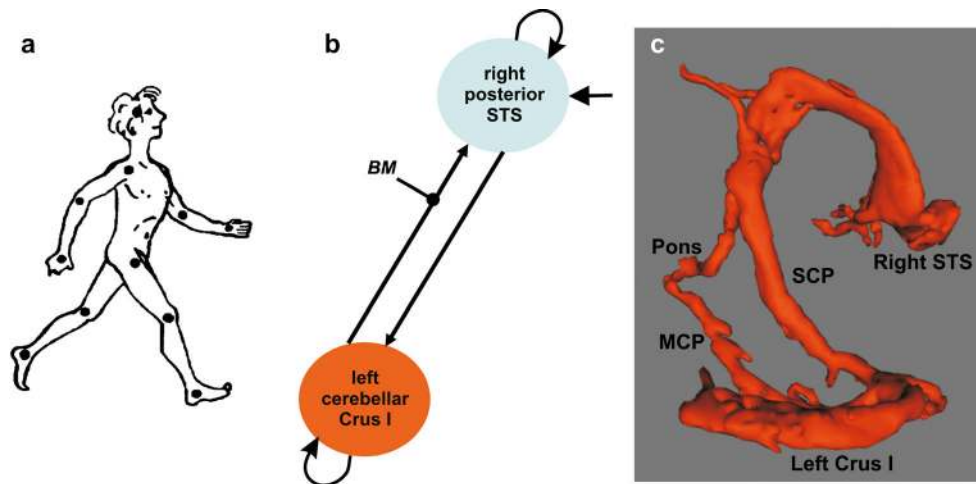 a
b
right
posterior
STS
BM
left
cerebellar
Crus I
c
Pons
SCP
Right STS
MCP
Left Crus I